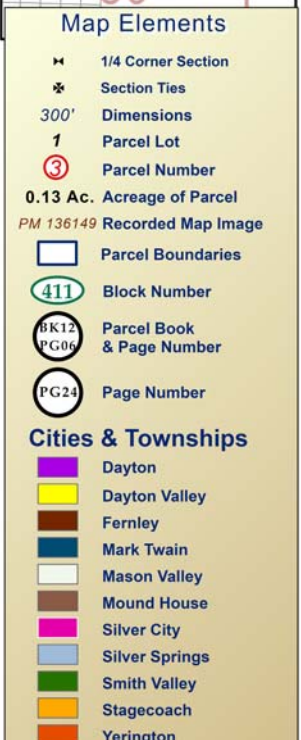 Map Elements
1/4 Corner Section
Section Ties
300' Dimensions
1 Parcel Lot
3 Parcel Number
0.13 Ac. Acreage of Parcel
PM 136149 Recorded Map Image
Parcel Boundaries
411 Block Number
BK12 Parcel Book
PG06 & Page Number
PG24 Page Number
Cities & Townships
Dayton
Dayton Valley
Fernley
Mark Twain
Mason Valley
Mound House
Silver City
Silver Springs
Smith Valley
Stagecoach
Yerington